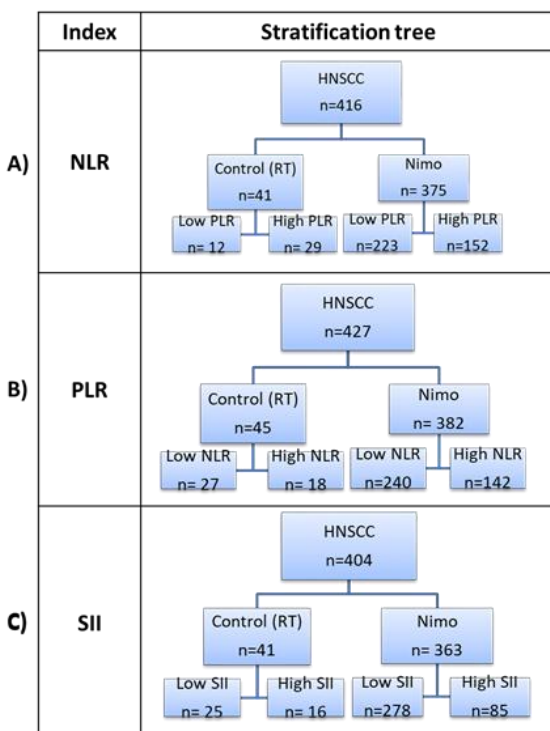 Index Stratification tree
A) NLR
HNSCC
n=416
Control (RT)
n=41
Nimo
n= 375
Low PLR
n= 12
High PLR
n= 29
Low PLR
n=223
High PLR
n=152
B) PLR
HNSCC
n=427
Control (RT)
n=45
Nimo
n= 382
Low NLR
n= 27
High NLR
n= 18
Low NLR
n=240
High NLR
n=142
C) SII
HNSCC
n=404
Control (RT)
n=41
Nimo
n= 363
Low SII
n= 25
High SII
n= 16
Low SII
n=278
High SII
n=85